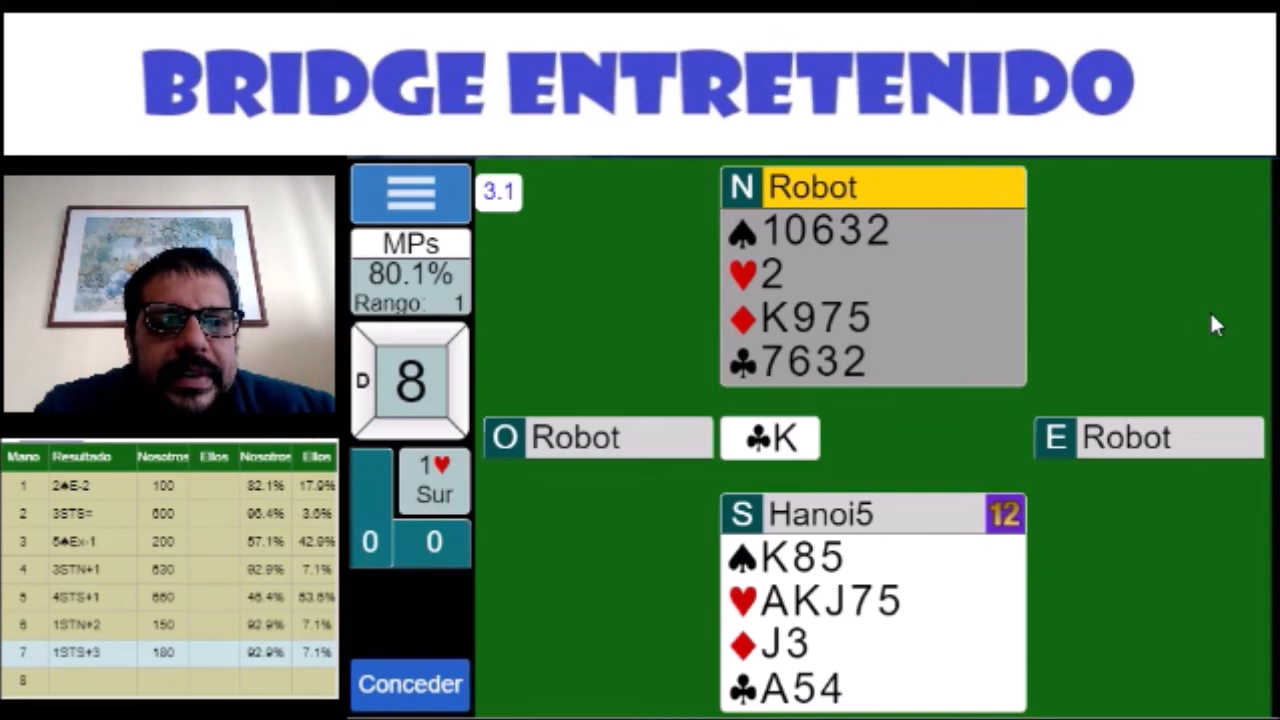 BRIDGE ENTRETENIDO
3.1
MPs
80.1%
Rango: 1
D 8
1♥
Sur
0 0
Conceder
N Robot
♠10632
♥2
♦K975
♣7632
O Robot
♣K
E Robot
S Hanoi5 12
♠K85
♥AKJ75
♦J3
♣A54
Mano Resultado Nosotros Ellos Nosotros Ellos
1 2♠E-2 100 82.1% 17.9%
2 3STS= 600 96.4% 3.6%
3 5♠Ex-1 200 57.1% 42.9%
4 3STN+1 630 92.9% 7.1%
5 4STS+1 660 46.4% 53.6%
6 1STN+2 150 92.9% 7.1%
7 1STS+3 180 92.9% 7.1%
8